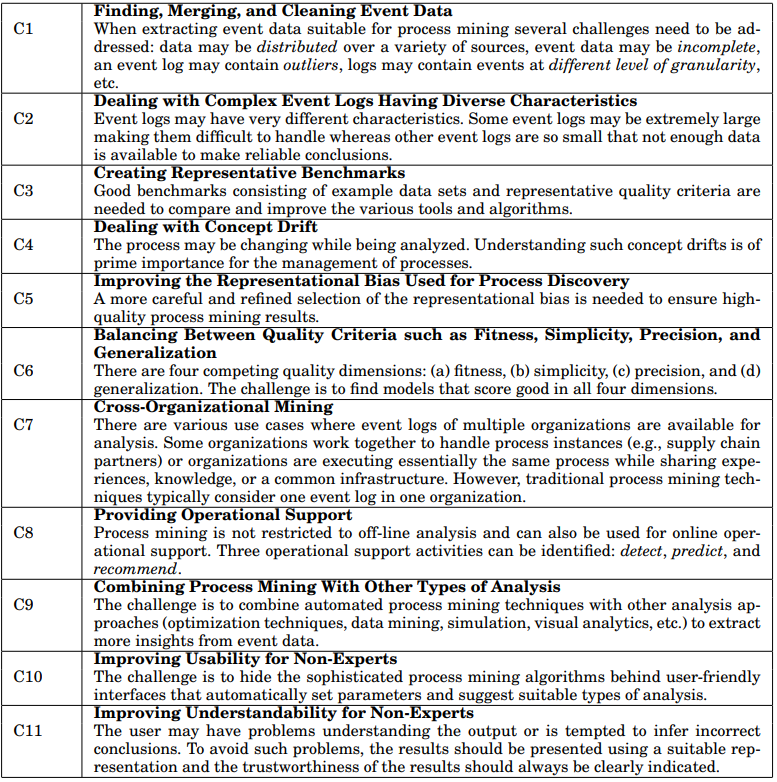 Finding, Merging, and Cleaning Event Data
C1
When extracting event data suitable for process mining several challenges need to be ad-
dressed: data may be distributed over a variety of sources, event data may be incomplete,
an event log may contain outliers, logs may contain events at different level of granularity,
etc.
Dealing with Complex Event Logs Having Diverse Characteristics
C2
Event logs may have very different characteristics. Some event logs may be extremely large
making them difficult to handle whereas other event logs are so small that not enough data
is available to make reliable conclusions.
Creating Representative Benchmarks
C3
Good benchmarks consisting of example data sets and representative quality criteria are
needed to compare and improve the various tools and algorithms.
Dealing with Concept Drift
C4
The process may be changing while being analyzed. Understanding such concept drifts is of
prime importance for the management of processes.
Improving the Representational Bias Used for Process Discovery
C5
A more careful and refined selection of the representational bias is needed to ensure high-
quality process mining results.
Balancing Between Quality Criteria such as Fitness, Simplicity, Precision, and
Generalization
C6
There are four competing quality dimensions: (a) fitness, (b) simplicity, (c) precision, and (d)
generalization. The challenge is to find models that score good in all four dimensions.
Cross-Organizational Mining
C7
There are various use cases where event logs of multiple organizations are available for
analysis. Some organizations work together to handle process instances (e.g., supply chain
partners) or organizations are executing essentially the same process while sharing expe-
riences, knowledge, or a common infrastructure. However, traditional process mining tech-
niques typically consider one event log in one organization.
Providing Operational Support
C8
Process mining is not restricted to off-line analysis and can also be used for online oper-
ational support. Three operational support activities can be identified: detect, predict, and
recommend.
Combining Process Mining With Other Types of Analysis
C9
The challenge is to combine automated process mining techniques with other analysis ap-
proaches (optimization techniques, data mining, simulation, visual analytics, etc.) to extract
more insights from event data.
Improving Usability for Non-Experts
C10
The challenge is to hide the sophisticated process mining algorithms behind user-friendly
interfaces that automatically set parameters and suggest suitable types of analysis.
Improving Understandability for Non-Experts
C11
The user may have problems understanding the output or is tempted to infer incorrect
conclusions. To avoid such problems, the results should be presented using a suitable rep-
resentation and the trustworthiness of the results should always be clearly indicated.